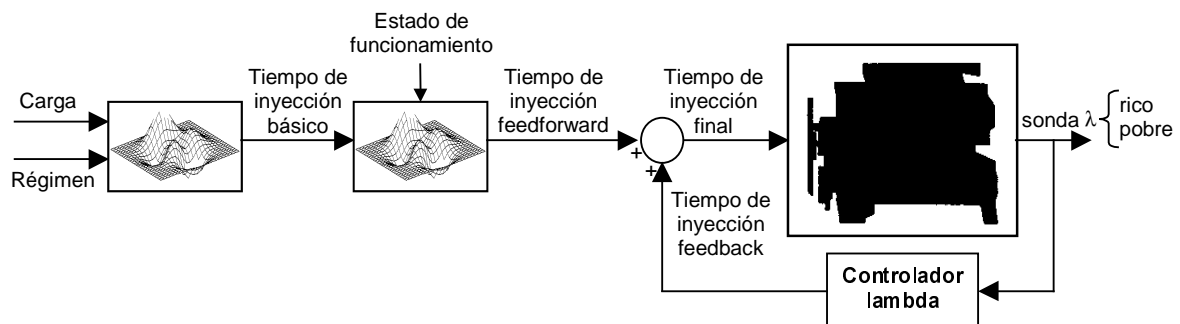 Carga
Régimen
Tiempo de
inyección
básico
Estado de
funcionamiento
Tiempo de
inyección
feedforward
+
+
Tiempo de
inyección
final
Tiempo de
inyección
feedback
Controlador
lambda
sonda λ { rico
pobre